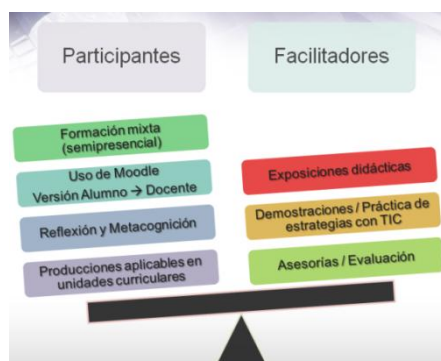 Participantes
Facilitadores
Formación mixta
(semipresencial)
Uso de Moodle
Versión Alumno → Docente
Reflexión y Metacognición
Producciones aplicables en
unidades curriculares
Exposiciones didácticas
Demostraciones / Práctica de
estrategias con TIC
Asesorías / Evaluación